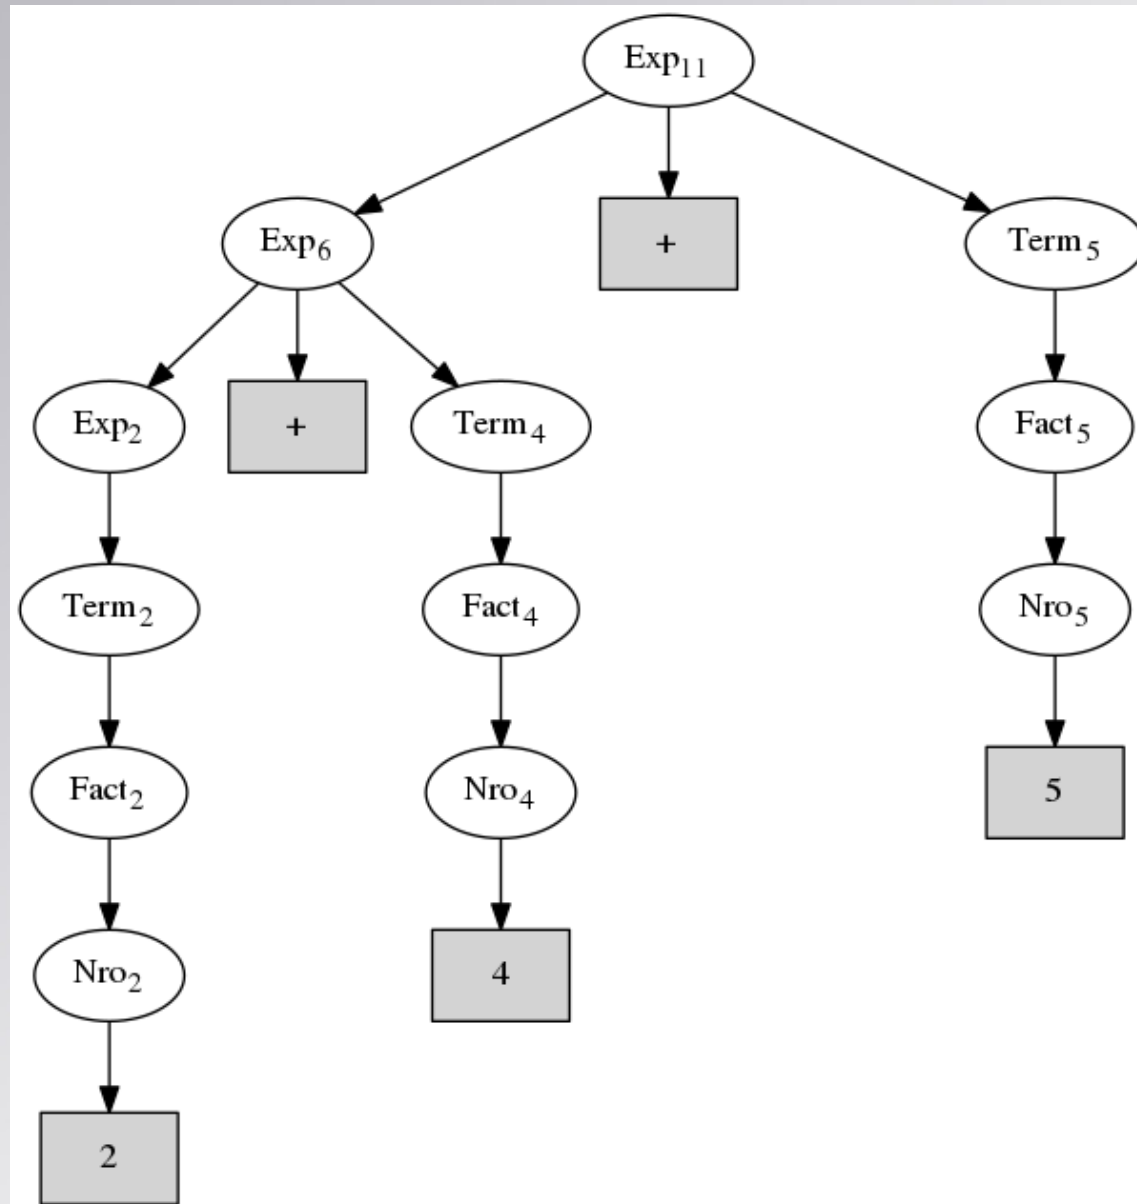 Exp11
Exp6 + Term5
Exp2 + Term4 Fact5
Term2 Fact4 Nro5
Fact2 Nro4 5
Nro2 4
2